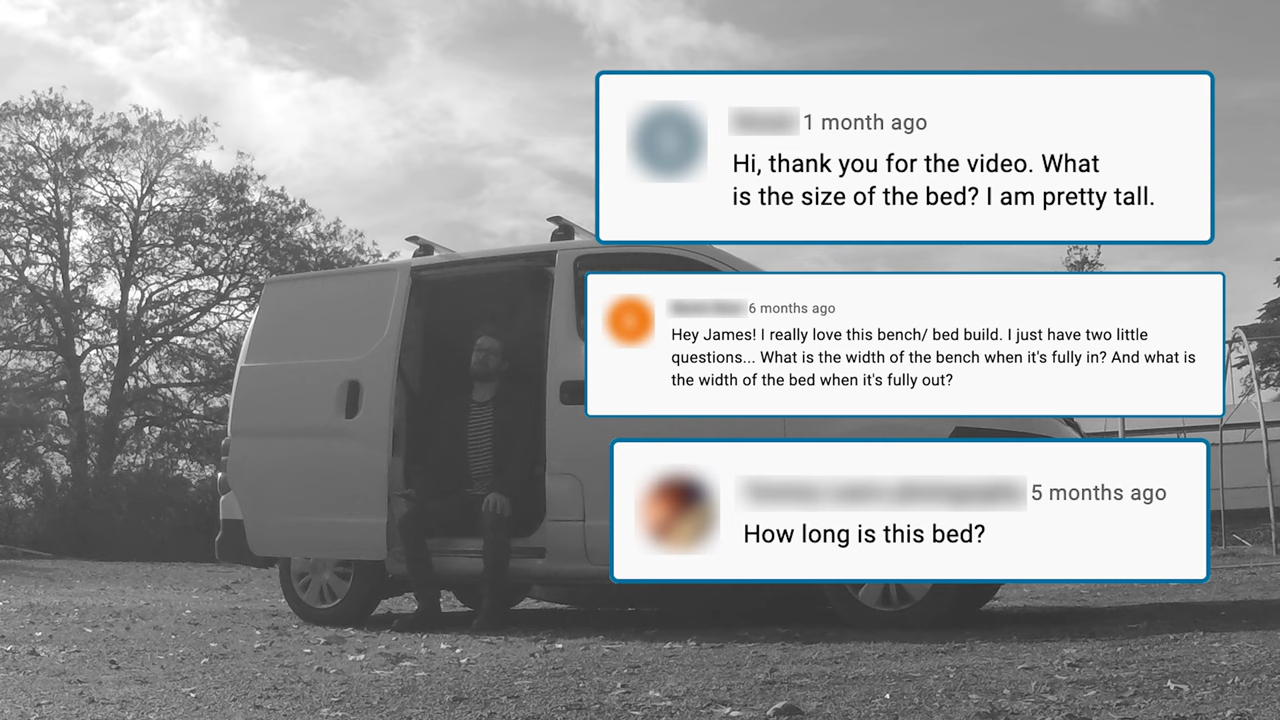 1 month ago
Hi, thank you for the video. What
is the size of the bed? I am pretty tall.
6 months ago
Hey James! I really love this bench/ bed build. I just have two little
questions... What is the width of the bench when it's fully in? And what is
the width of the bed when it's fully out?
5 months ago
How long is this bed?